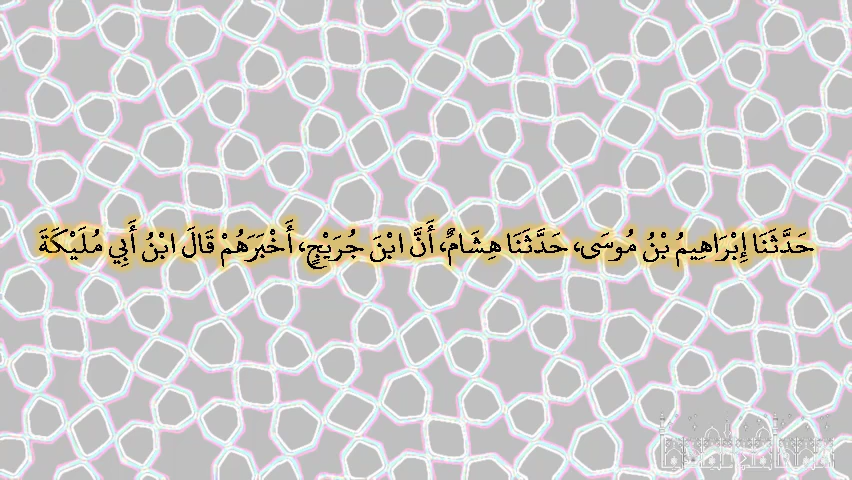 حَدَّثَنَا إِبْرَاهِيمُ بْنُ مُوسَى، حَدَّثَنَا هِشَامٌ، أَنَّ ابْنَ جُرَيْجٍ، أَخْبَرَهُمْ قَالَ ابْنُ أَبِي مُلَيْكَةَ